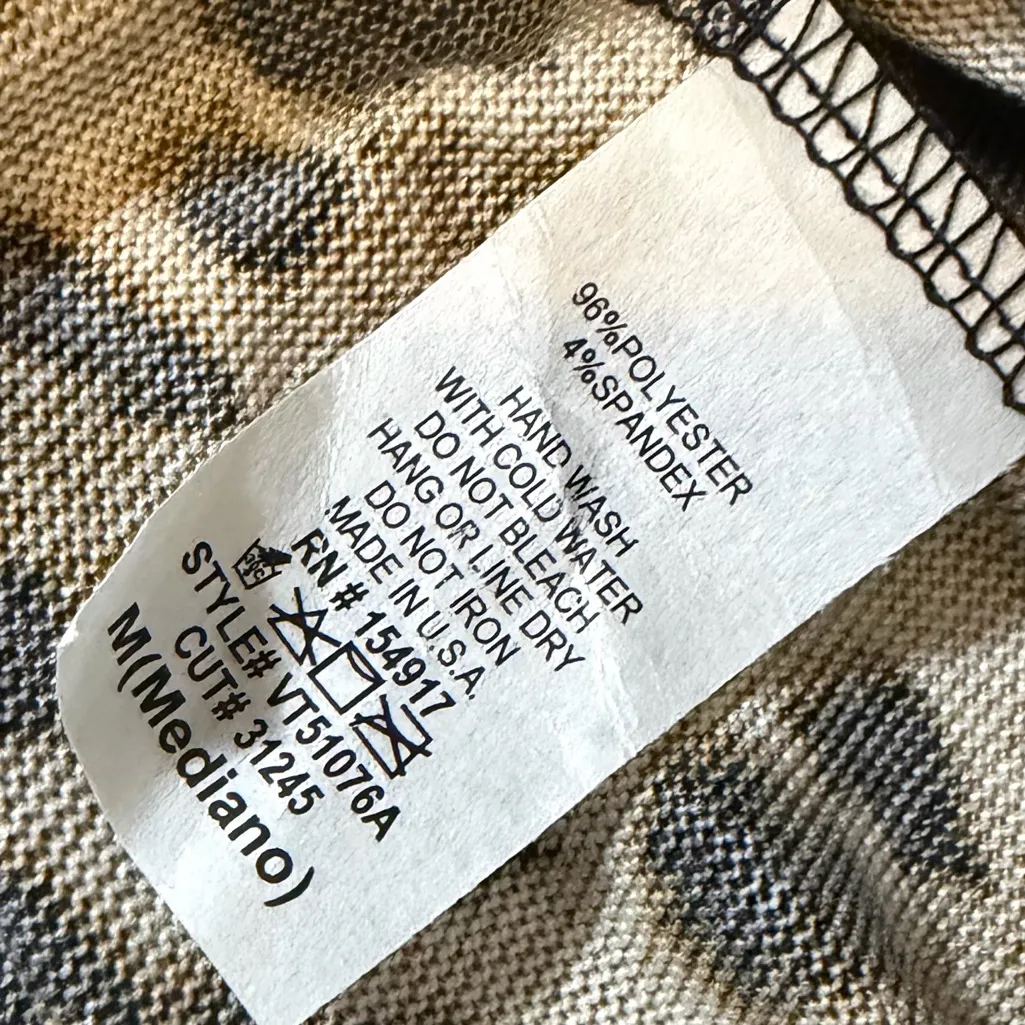 96%POLYESTER
4%SPANDEX
HAND WASH
WITH COLD WATER
DO NOT BLEACH
HANG OR LINE DRY
DO NOT IRON
MADE IN U.S.A.
RN # 154917
STYLE# VT51076A
CUT# 31245
M(Mediano)